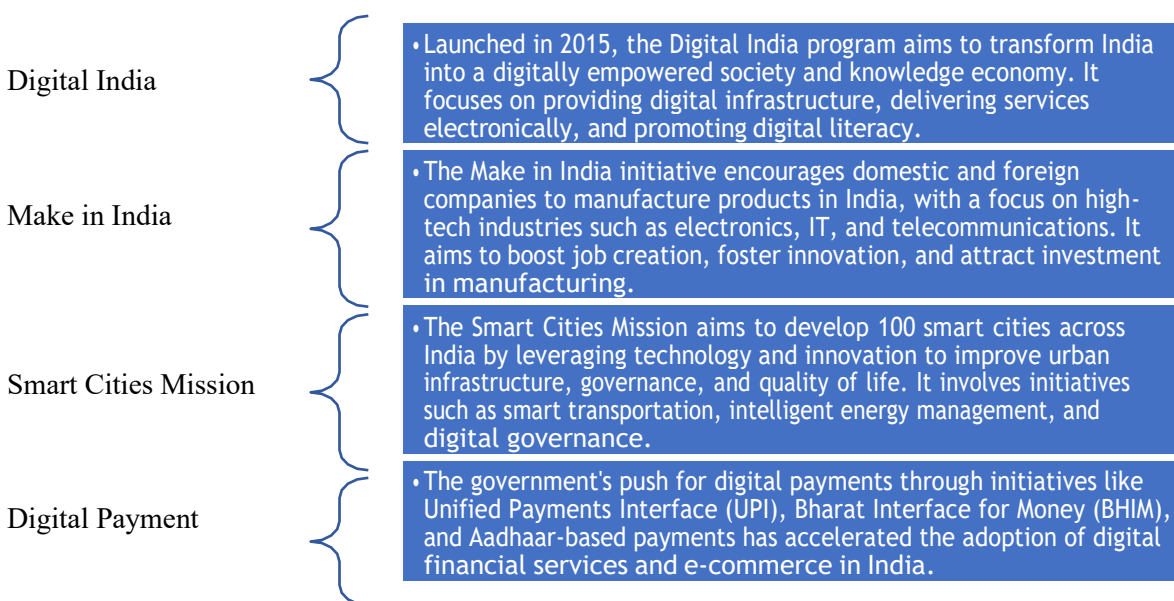 Digital India
• Launched in 2015, the Digital India program aims to transform India
into a digitally empowered society and knowledge economy. It
focuses on providing digital infrastructure, delivering services
electronically, and promoting digital literacy.
Make in India
• The Make in India initiative encourages domestic and foreign
companies to manufacture products in India, with a focus on high-
tech industries such as electronics, IT, and telecommunications. It
aims to boost job creation, foster innovation, and attract investment
in manufacturing.
Smart Cities Mission
• The Smart Cities Mission aims to develop 100 smart cities across
India by leveraging technology and innovation to improve urban
infrastructure, governance, and quality of life. It involves initiatives
such as smart transportation, intelligent energy management, and
digital governance.
Digital Payment
• The government's push for digital payments through initiatives like
Unified Payments Interface (UPI), Bharat Interface for Money (BHIM),
and Aadhaar-based payments has accelerated the adoption of digital
financial services and e-commerce in India.